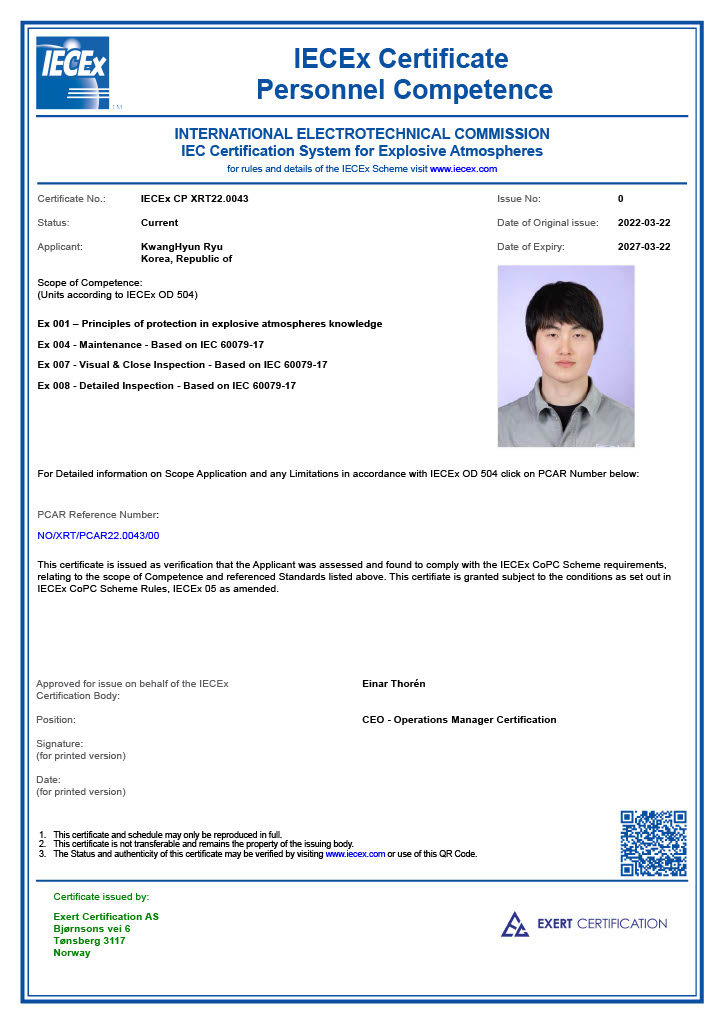 IECEx
TM
IECEx Certificate
Personnel Competence
INTERNATIONAL ELECTROTECHNICAL COMMISSION
IEC Certification System for Explosive Atmospheres
for rules and details of the IECEx Scheme visit www.iecex.com
Certificate No.: IECEx CP XRT22.0043 Issue No: 0
Status: Current Date of Original issue: 2022-03-22
Applicant: KwangHyun Ryu Date of Expiry: 2027-03-22
Korea, Republic of
Scope of Competence:
(Units according to IECEx OD 504)
Ex 001 – Principles of protection in explosive atmospheres knowledge
Ex 004 - Maintenance - Based on IEC 60079-17
Ex 007 - Visual & Close Inspection - Based on IEC 60079-17
Ex 008 - Detailed Inspection - Based on IEC 60079-17
For Detailed information on Scope Application and any Limitations in accordance with IECEx OD 504 click on PCAR Number below:
PCAR Reference Number:
NO/XRT/PCAR22.0043/00
This certificate is issued as verification that the Applicant was assessed and found to comply with the IECEx CoPC Scheme requirements,
relating to the scope of Competence and referenced Standards listed above. This certifiate is granted subject to the conditions as set out in
IECEx CoPC Scheme Rules, IECEx 05 as amended.
Approved for issue on behalf of the IECEx Einar Thorén
Certification Body:
Position: CEO - Operations Manager Certification
Signature:
(for printed version)
Date:
(for printed version)
1. This certificate and schedule may only be reproduced in full.
2. This certificate is not transferable and remains the property of the issuing body.
3. The Status and authenticity of this certificate may be verified by visiting www.iecex.com or use of this QR Code.
Certificate issued by:
Exert Certification AS
Bjørnsons vei 6
Tønsberg 3117
Norway
EXERT CERTIFICATION